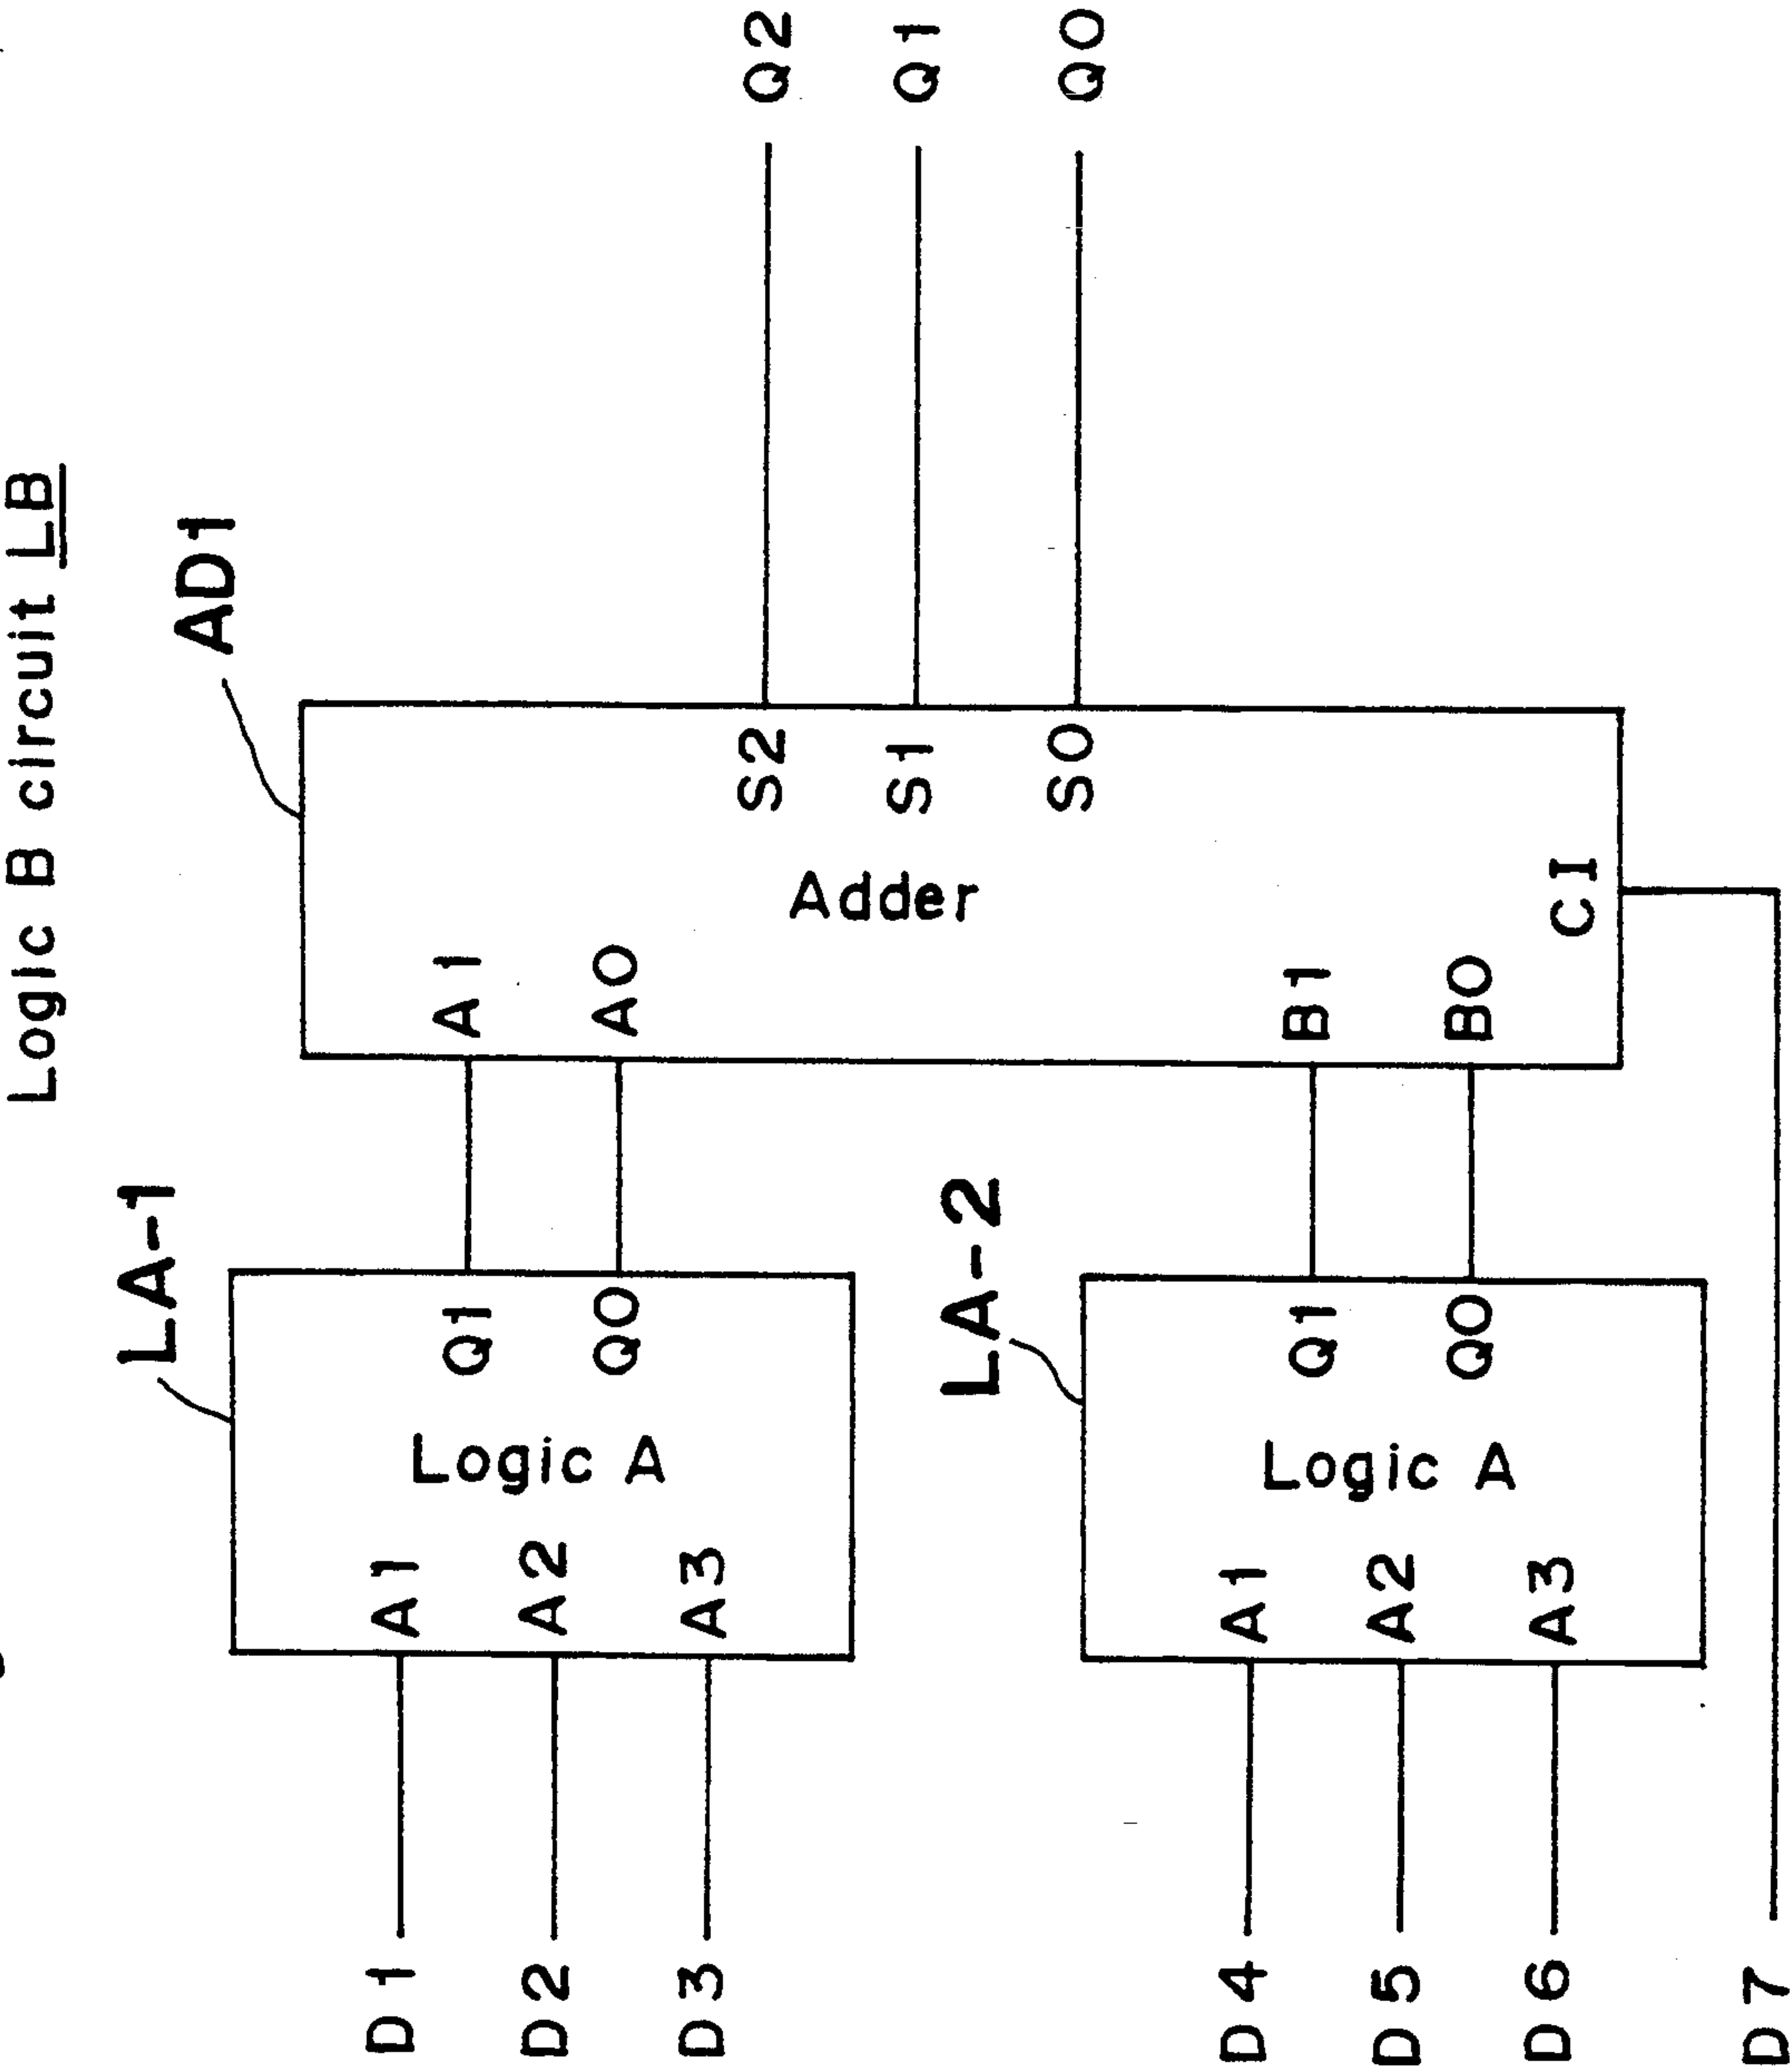 Logic B circuit LB
AD1
LA-1
LA-2
D1
D2
D3
A1
A2
A3
Logic A
Q1
Q0
D4
D5
D6
A1
A2
A3
Logic A
Q1
Q0
D7
A1
A0
B1
B0
CI
Adder
S2
S1
S0
Q2
Q1
Q0